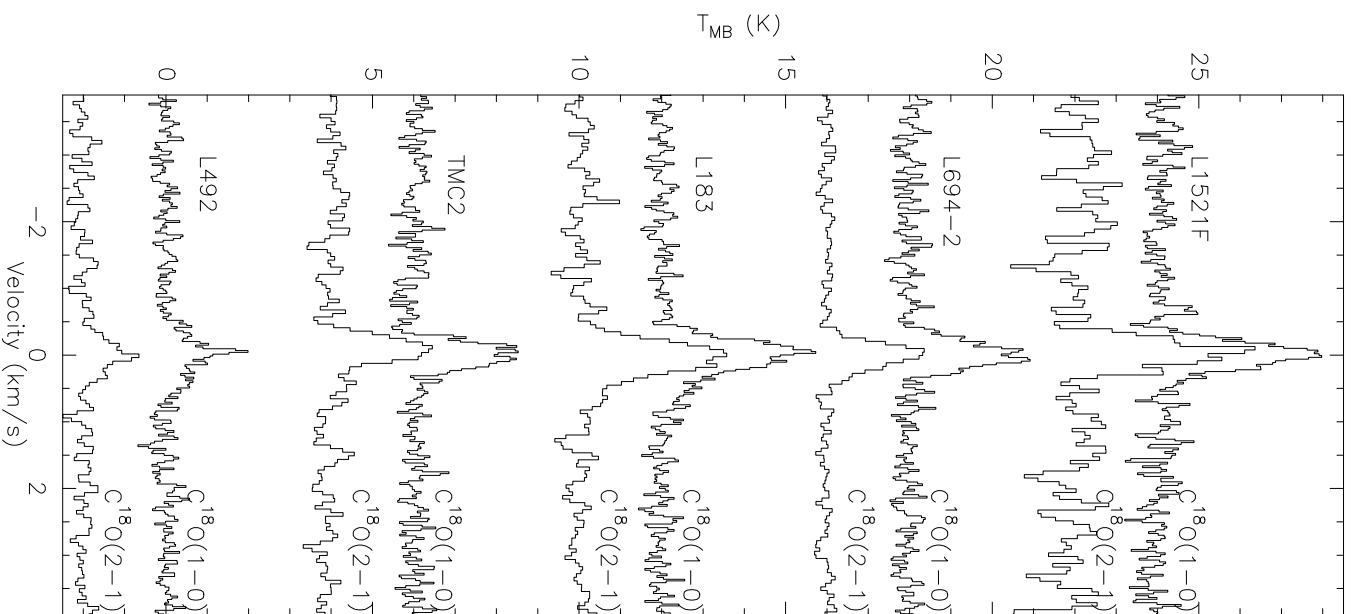 T_MB (K)
0
5
10
15
20
25
L1521F
C¹⁸O(1-0)
C¹⁸O(2-1)
L694-2
C¹⁸O(1-0)
C¹⁸O(2-1)
L183
C¹⁸O(1-0)
C¹⁸O(2-1)
TMC2
C¹⁸O(1-0)
C¹⁸O(2-1)
L492
C¹⁸O(1-0)
C¹⁸O(2-1)
-2
0
2
Velocity (km/s)